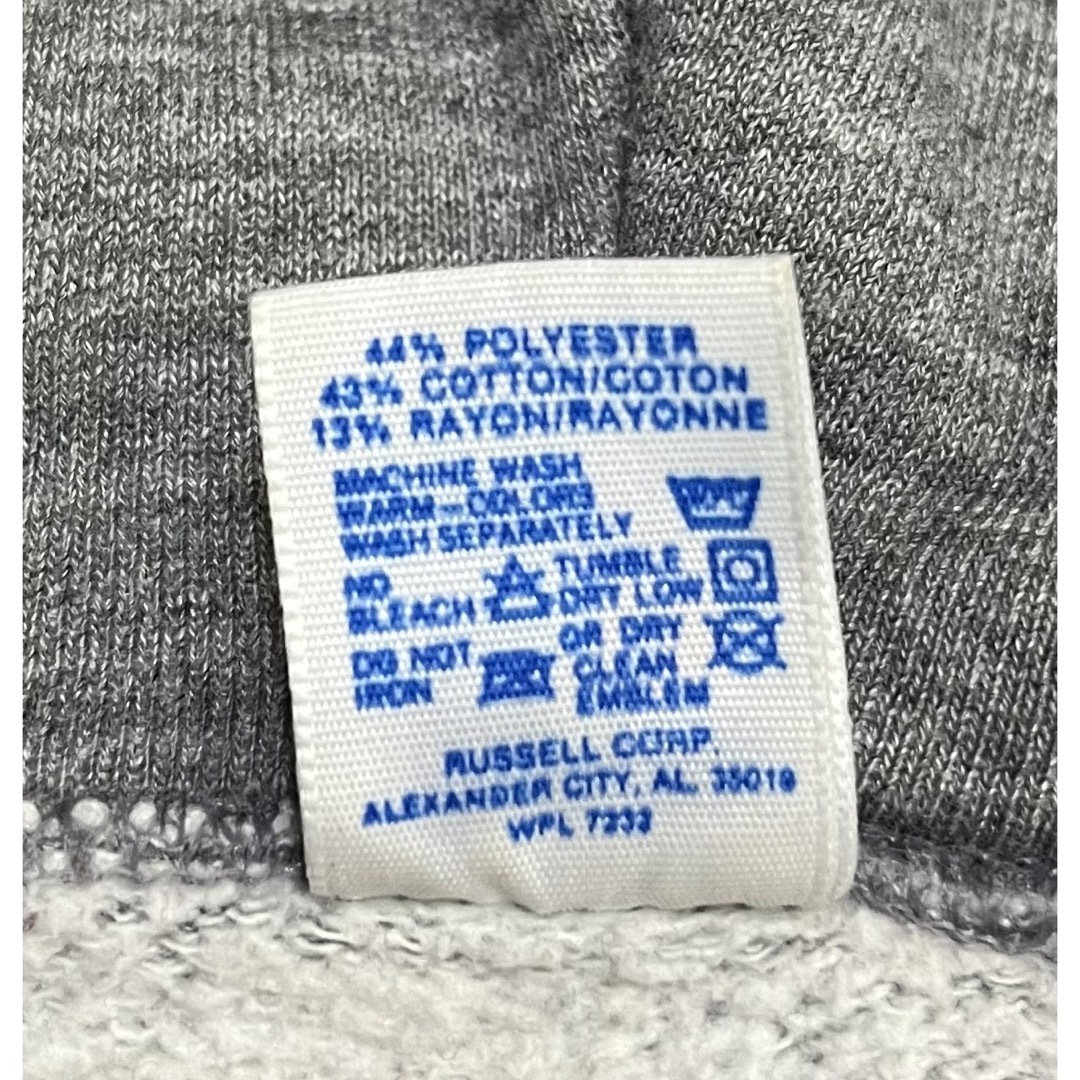 44% POLYESTER
43% COTTON/COTON
13% RAYON/RAYONNE
MACHINE WASH
WARM-COLORS
WASH SEPARATELY
NO
BLEACH
TUMBLE
DRY LOW
DO NOT
IRON
OR DRY
CLEAN
EMBLEM
RUSSELL CORP.
ALEXANDER CITY, AL. 35010
WPL 7233